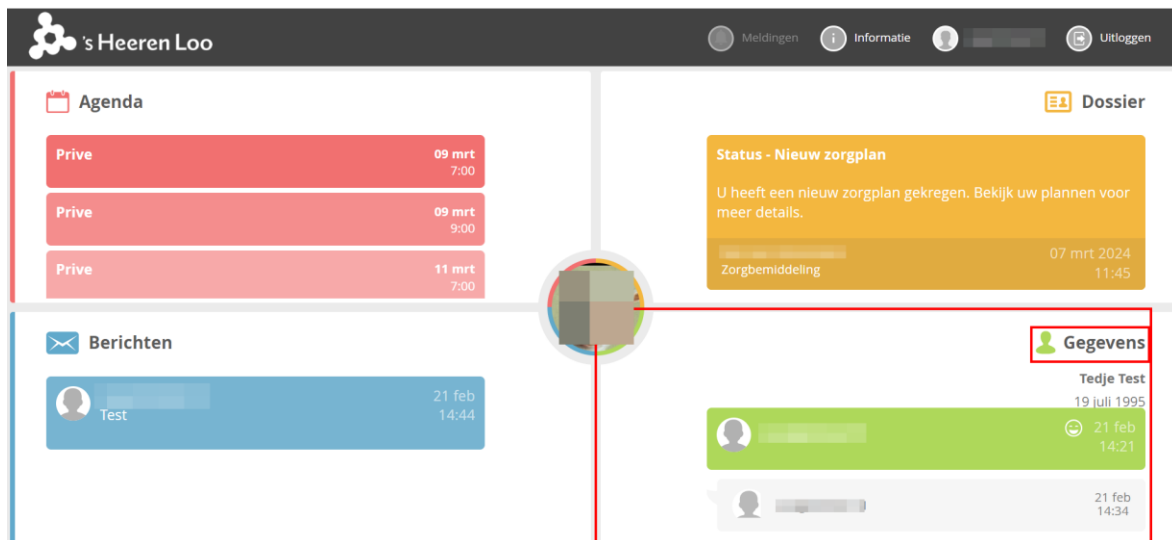 's Heeren Loo
Meldingen
Informatie
Uitloggen
Agenda
Prive 09 mrt
7:00
Prive 09 mrt
9:00
Prive 11 mrt
7:00
Dossier
Status - Nieuw zorgplan
U heeft een nieuw zorgplan gekregen. Bekijk uw plannen voor
meer details.
07 mrt 2024
Zorgbemiddeling 11:45
Berichten
21 feb
Test 14:44
Gegevens
Tedje Test
19 juli 1995
21 feb
14:21
21 feb
14:34